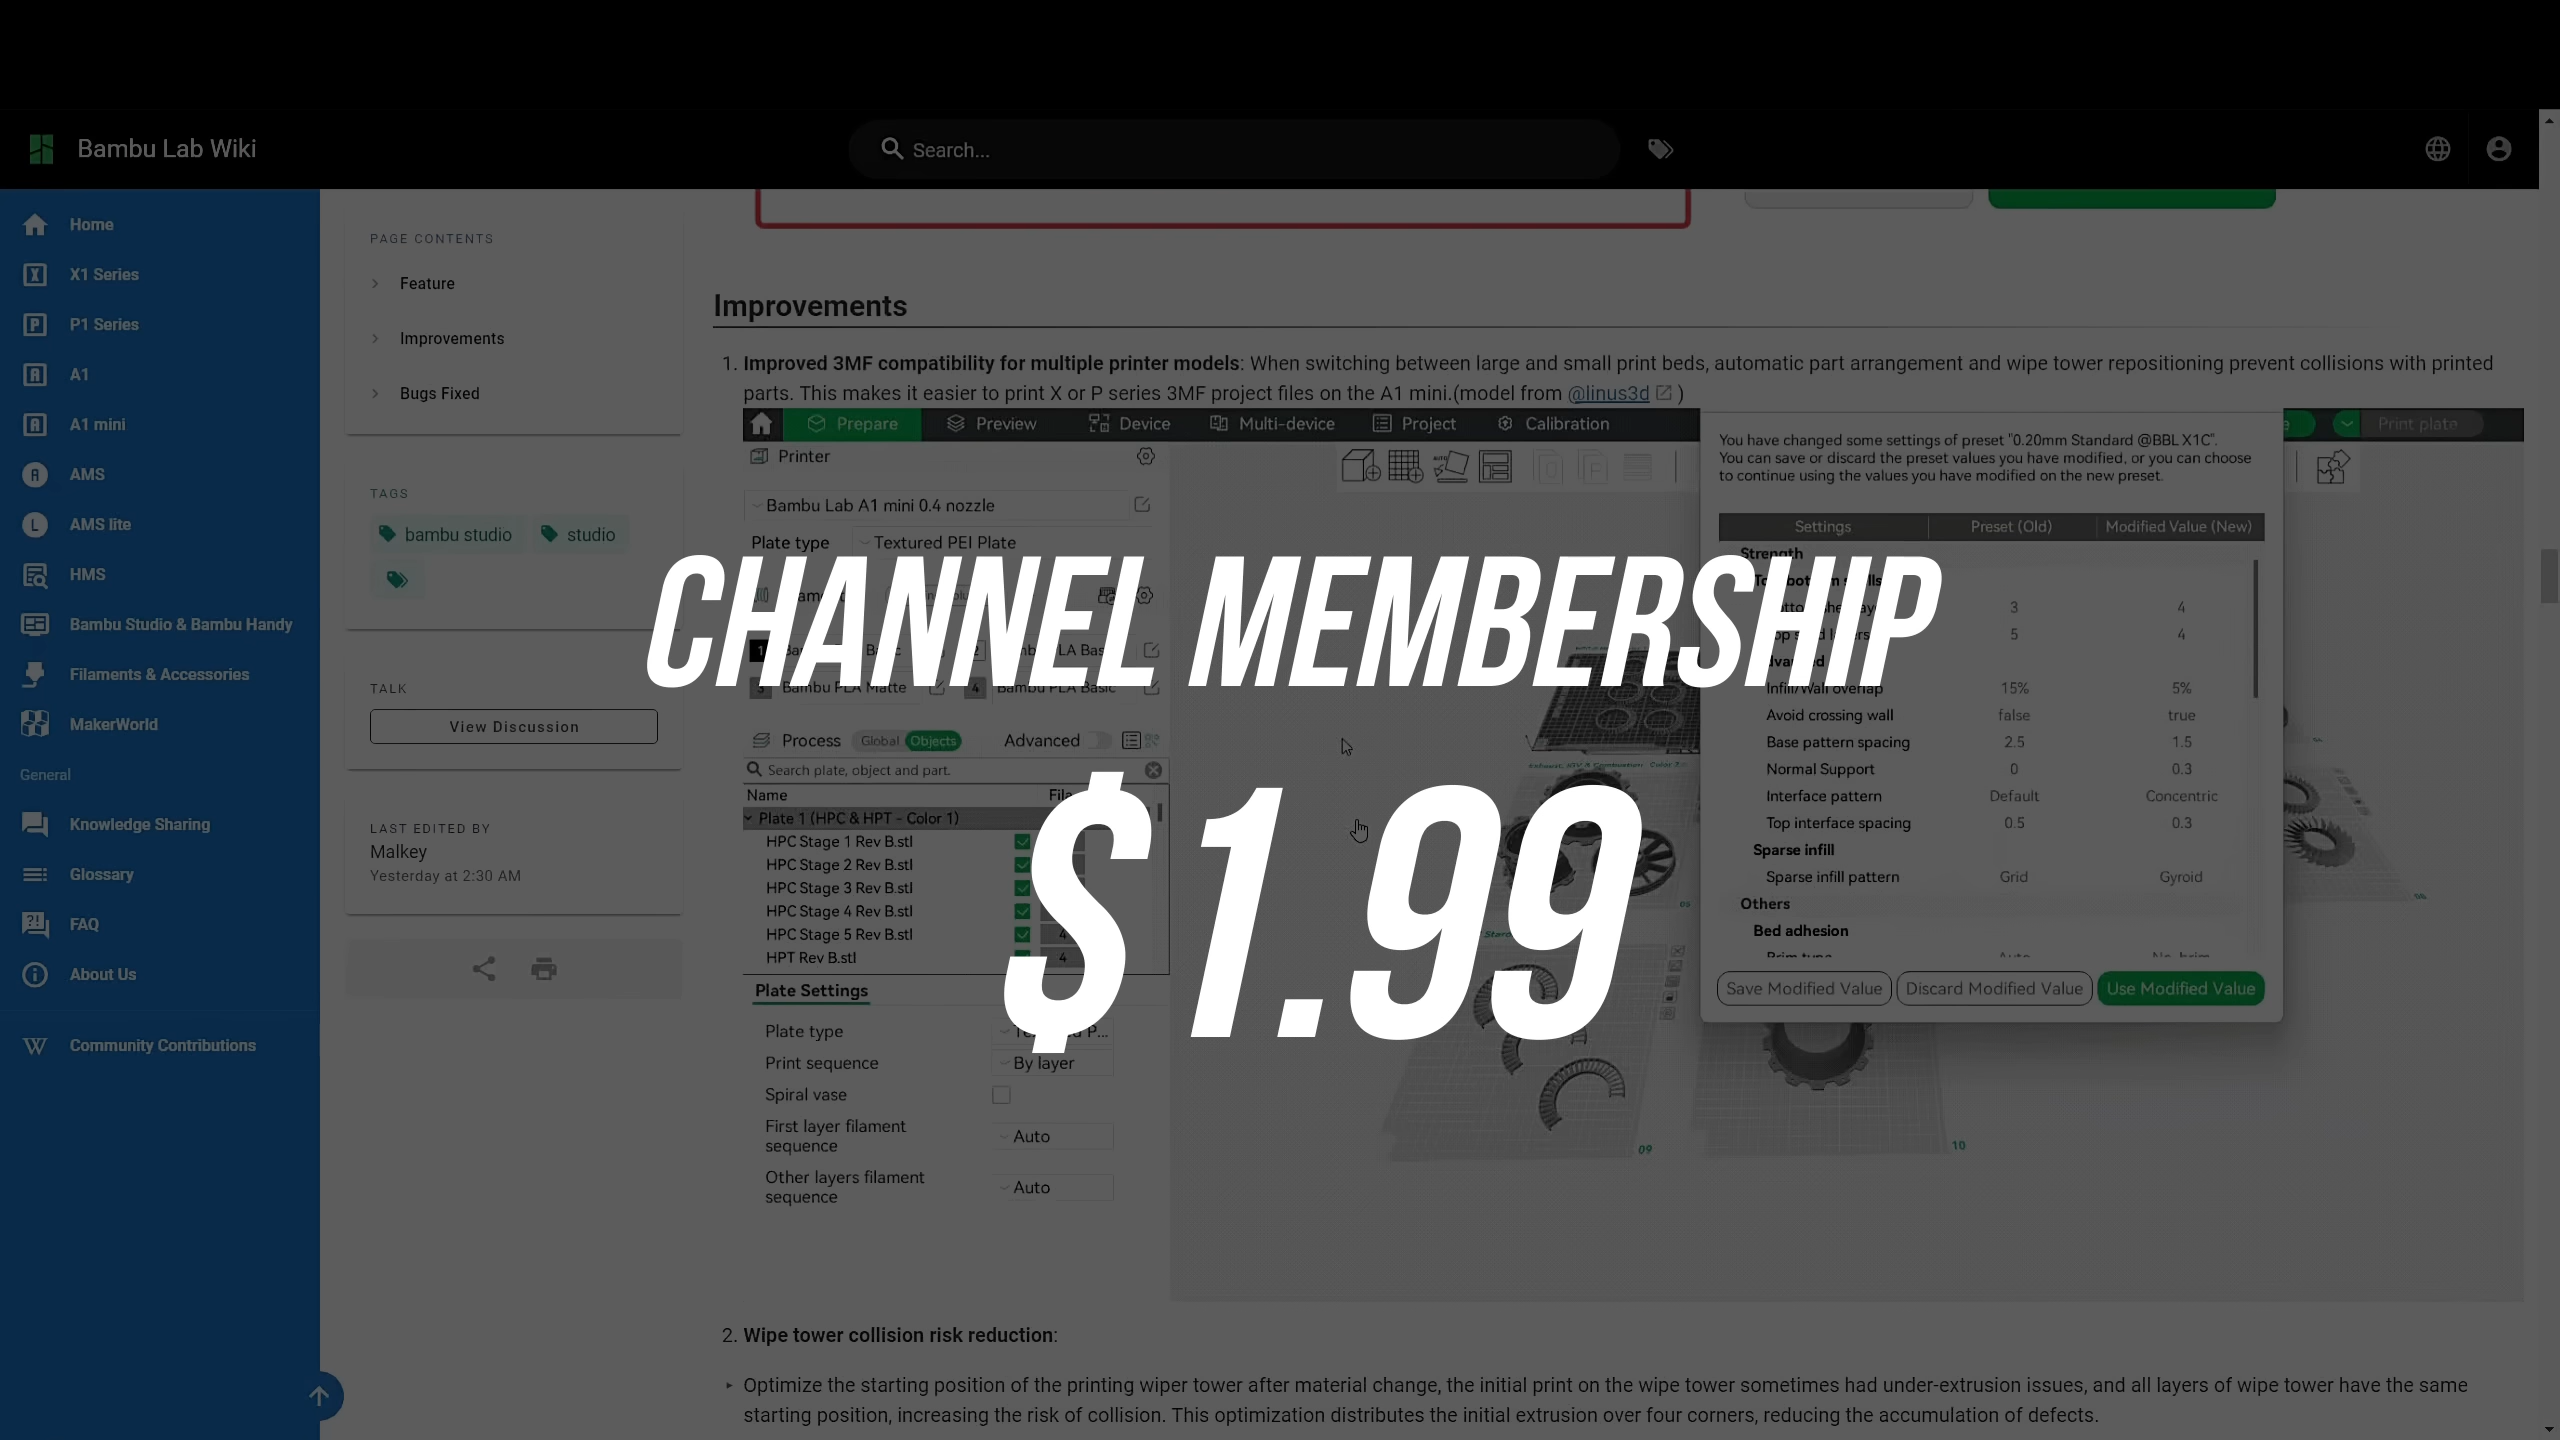 Bambu Lab Wiki
Search...
Home
X1 Series
P1 Series
A1
A1 mini
AMS
AMS lite
HMS
Bambu Studio & Bambu Handy
Filaments & Accessories
MakerWorld
General
Knowledge Sharing
Glossary
FAQ
About Us
Community Contributions
PAGE CONTENTS
Feature
Improvements
Bugs Fixed
TAGS
bambu studio
studio
TALK
View Discussion
LAST EDITED BY
Malkey
Yesterday at 2:30 AM
Improvements
1. Improved 3MF compatibility for multiple printer models: When switching between large and small print beds, automatic part arrangement and wipe tower repositioning prevent collisions with printed
parts. This makes it easier to print X or P series 3MF project files on the A1 mini.(model from @linus3d )
Prepare Preview Device Multi-device Project Calibration
Print plate
Printer
Bambu Lab A1 mini 0.4 nozzle
Plate type Textured PEI Plate
CHANNEL MEMBERSHIP
$1.99
1
3 Bambu PLA Matte 4 Bambu PLA Basic
Process Global Objects Advanced
Search plate, object and part.
Name
Plate 1 (HPC & HPT - Color 1)
HPC Stage 1 Rev B.stl
HPC Stage 2 Rev B.stl
HPC Stage 3 Rev B.stl
HPC Stage 4 Rev B.stl
HPC Stage 5 Rev B.stl 4
HPT Rev B.stl 4
Plate Settings
Plate type
Print sequence By layer
Spiral vase
First layer filament
sequence
Auto
Other layers filament
sequence
Auto
09
10
You have changed some settings of preset "0.20mm Standard @BBL X1C".
You can save or discard the preset values you have modified, or you can choose
to continue using the values you have modified on the new preset.
Settings Preset (Old) Modified Value (New)
Strength
3 4
5 4
Infill/Wall overlap 15% 5%
Avoid crossing wall false true
Base pattern spacing 2.5 1.5
Normal Support 0 0.3
Interface pattern Default Concentric
Top interface spacing 0.5 0.3
Sparse infill
Sparse infill pattern Grid Gyroid
Others
Bed adhesion
Save Modified Value Discard Modified Value Use Modified Value
2. Wipe tower collision risk reduction:
Optimize the starting position of the printing wiper tower after material change, the initial print on the wipe tower sometimes had under-extrusion issues, and all layers of wipe tower have the same
starting position, increasing the risk of collision. This optimization distributes the initial extrusion over four corners, reducing the accumulation of defects.